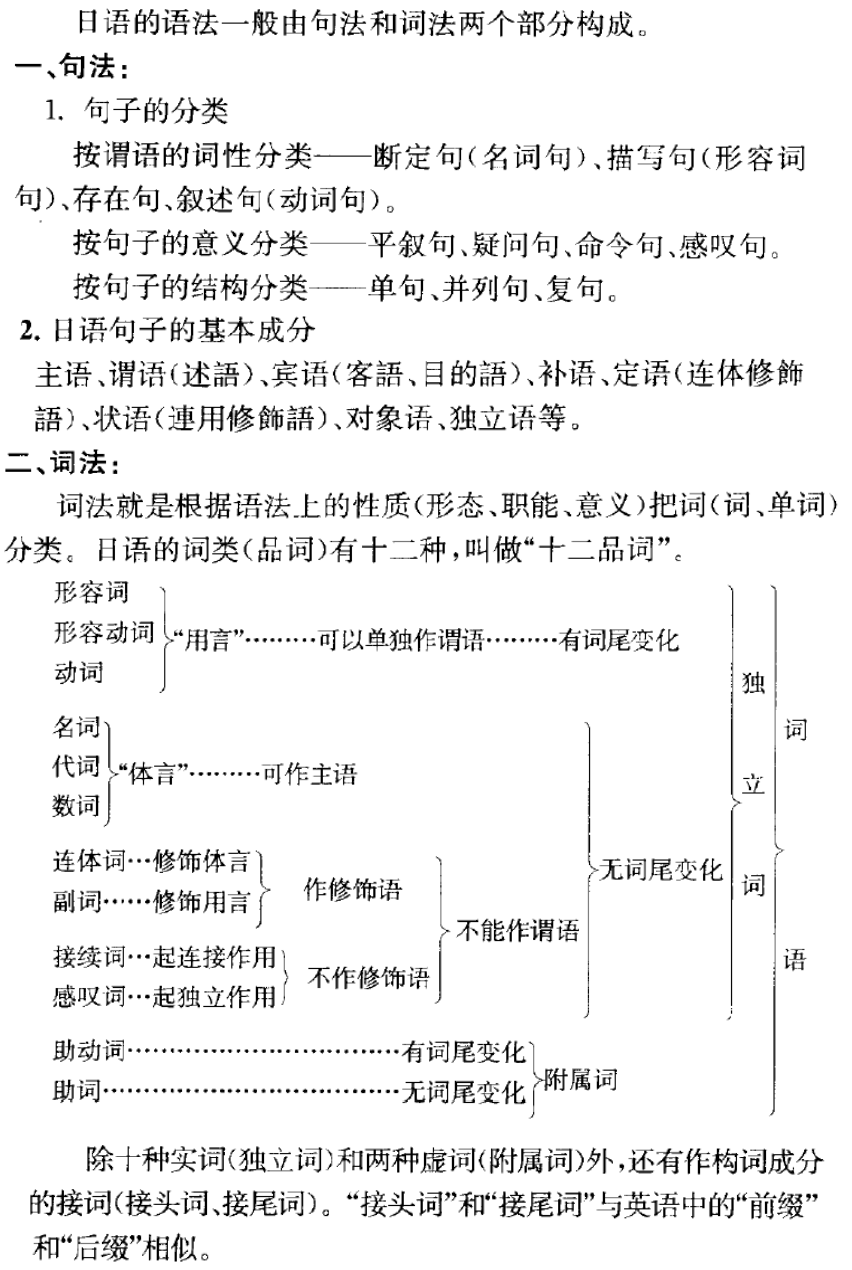 日语的语法一般由句法和词法两个部分构成。
一、句法：
1. 句子的分类
按谓语的词性分类——断定句(名词句)、描写句(形容词
句)、存在句、叙述句(动词句)。
按句子的意义分类——平叙句、疑问句、命令句、感叹句。
按句子的结构分类——单句、并列句、复句。
2. 日语句子的基本成分
主语、谓语(述語)、宾语(客語、目的語)、补语、定语(连体修飾
語)、状语(連用修飾語)、对象语、独立语等。
二、词法：
词法就是根据语法上的性质(形态、职能、意义)把词(词、单词)
分类。日语的词类(品词)有十二种，叫做“十二品词”。
形容词
形容动词
动词
“用言”………可以单独作谓语………有词尾变化
名词
代词
数词
“体言”………可作主语
连体词…修饰体言
副词……修饰用言
作修饰语
接续词…起连接作用
感叹词…起独立作用
不作修饰语
不能作谓语
无词尾变化
独立词
助动词………………………………有词尾变化
助词…………………………………无词尾变化
附属词
词语
除十种实词(独立词)和两种虚词(附属词)外，还有作构词成分
的接词(接头词、接尾词)。“接头词”和“接尾词”与英语中的“前缀”
和“后缀”相似。